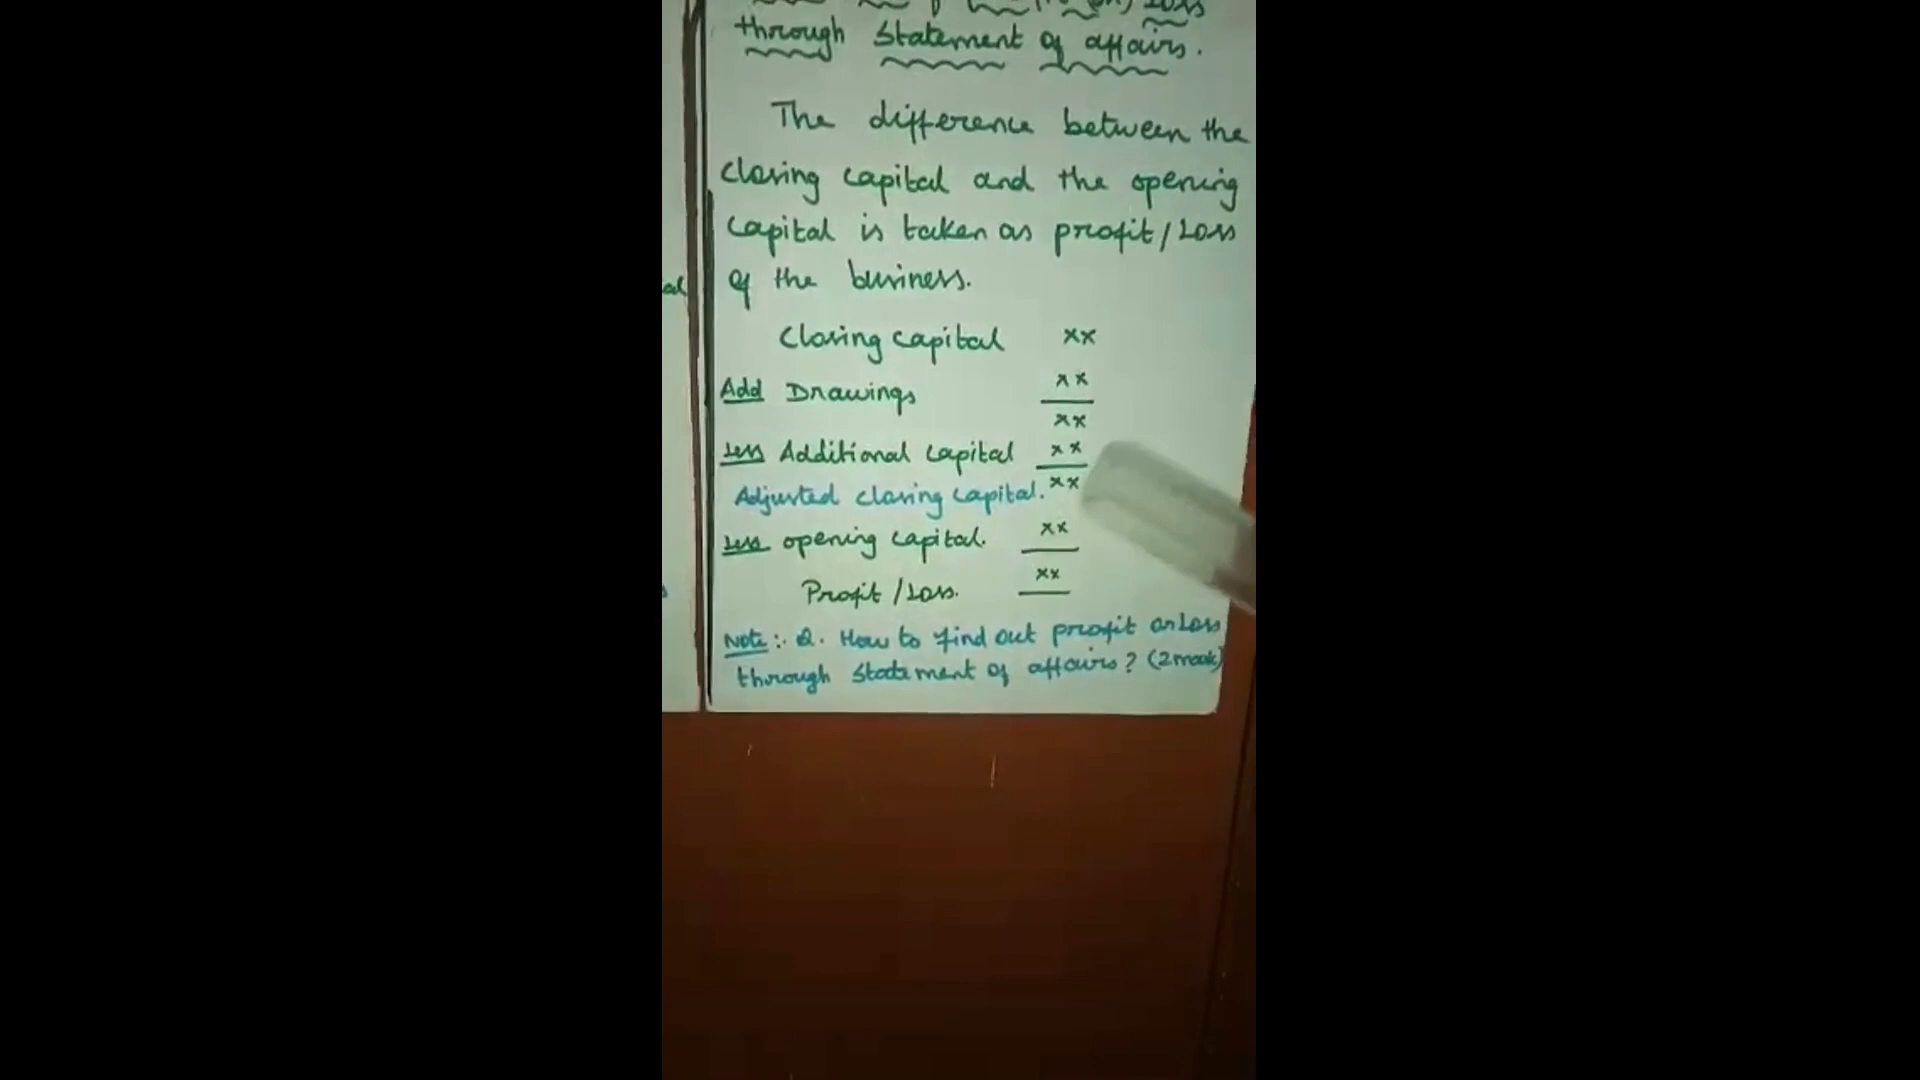 Loss
through Statement of affairs.
The difference between the
closing capital and the opening
capital is taken as profit/Loss
of the business.
al
Closing capital xx
Add Drawings xx
xx
Less Additional capital xx
Adjusted closing capital. xx
Less opening capital. xx
Profit/Loss. xx
Note:- Q. How to find out profit or Loss
through Statement of affairs? (2 mark)